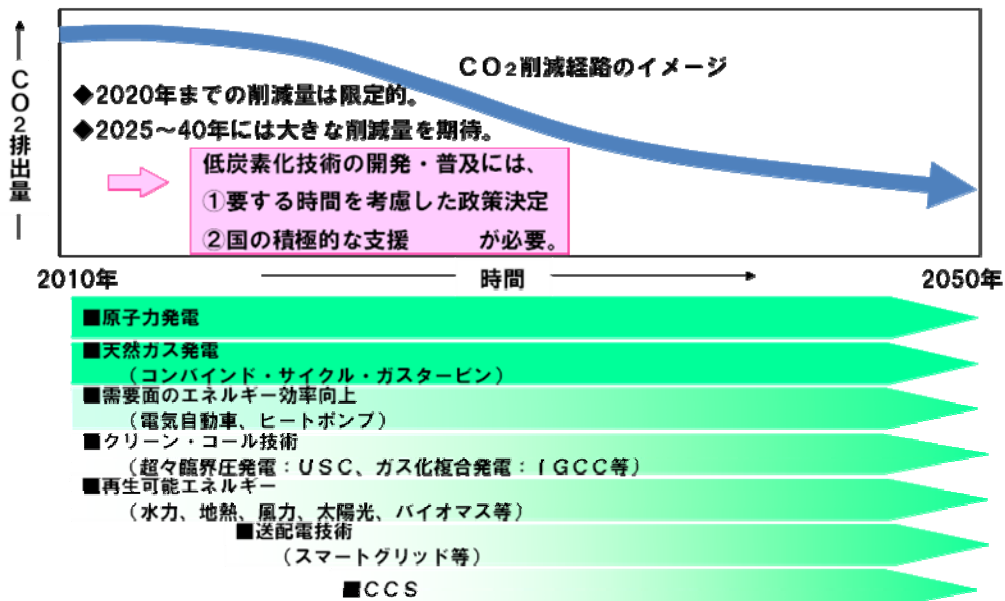 CO2排出量
CO2削減経路のイメージ
◆2020年までの削減量は限定的。
◆2025～40年には大きな削減量を期待。
低炭素化技術の開発・普及には、
①要する時間を考慮した政策決定
②国の積極的な支援　　　が必要。
2010年
時間
2050年
■原子力発電
■天然ガス発電
（コンバインド・サイクル・ガスタービン）
■需要面のエネルギー効率向上
（電気自動車、ヒートポンプ）
■クリーン・コール技術
（超々臨界圧発電：ＵＳＣ、ガス化複合発電：ＩＧＣＣ等）
■再生可能エネルギー
（水力、地熱、風力、太陽光、バイオマス等）
■送配電技術
（スマートグリッド等）
■ＣＣＳ